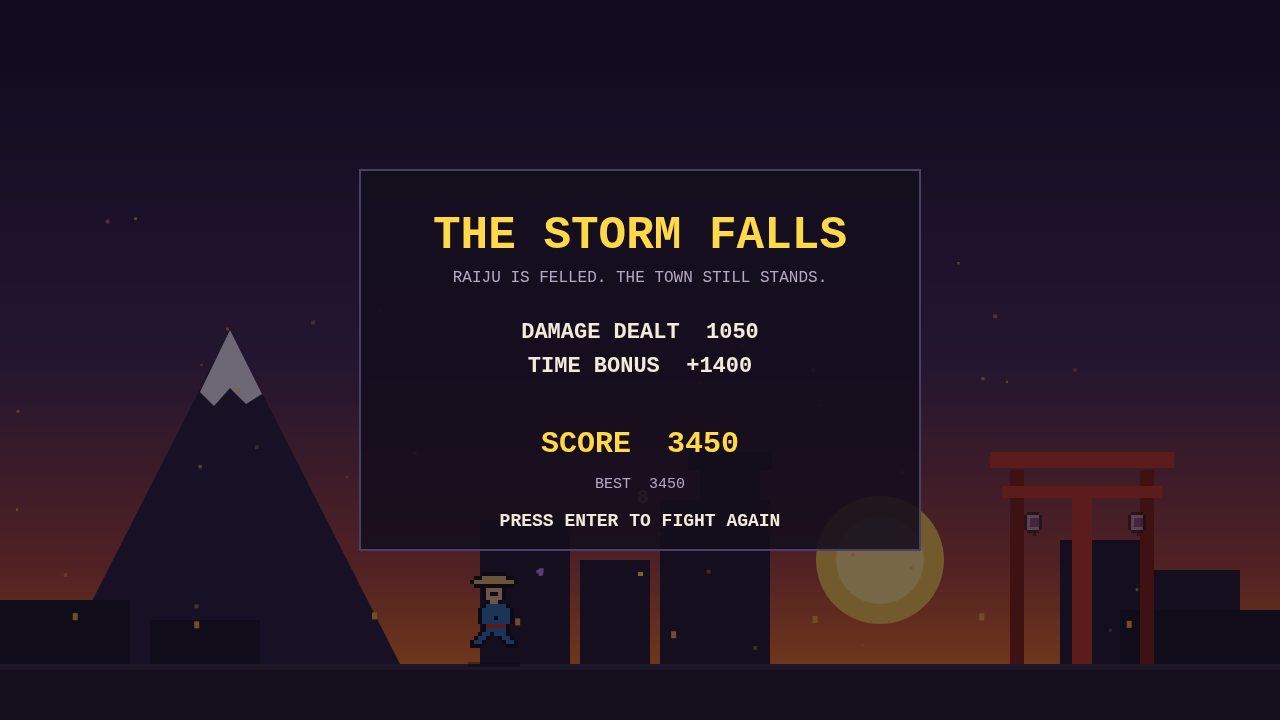 THE STORM FALLS
RAIJU IS FELLED. THE TOWN STILL STANDS.
DAMAGE DEALT 1050
TIME BONUS +1400
SCORE 3450
BEST 3450
8
PRESS ENTER TO FIGHT AGAIN